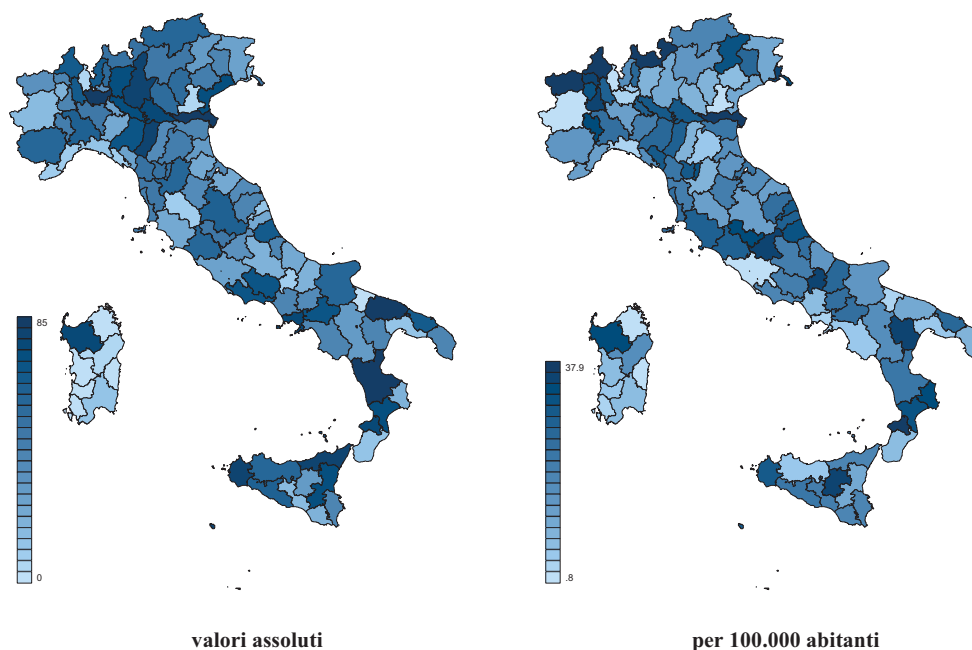 85
0
37.9
.8
valori assoluti
per 100.000 abitanti